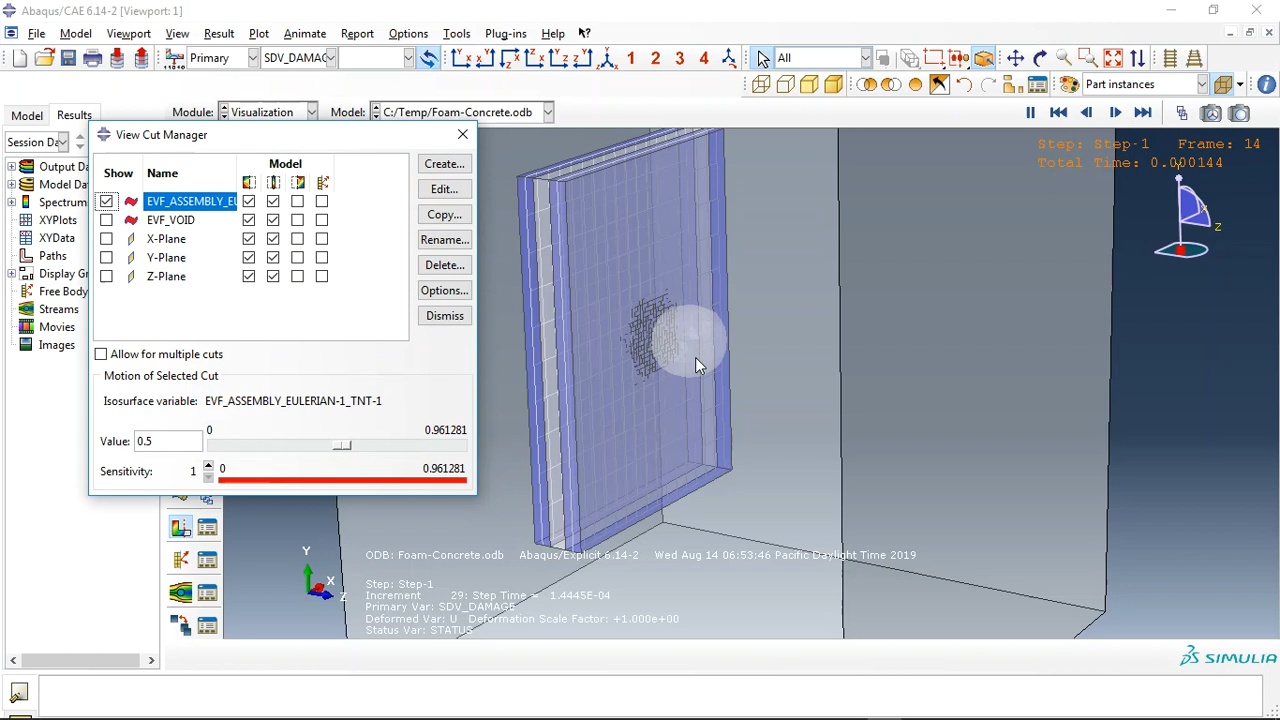 Abaqus/CAE 6.14-2 [Viewport: 1]
File Model Viewport View Result Plot Animate Report Options Tools Plug-ins Help
Primary SDV_DAMAG 1 2 3 4 All
Part instances
Model Results Module: Visualization Model: C:/Temp/Foam-Concrete.odb
Session Da
Output D
Model Da
Spectrum
XYPlots
XYData
Paths
Display Gr
Free Body
Streams
Movies
Images
View Cut Manager
Model
Show Name
EVF_ASSEMBLY_EU
EVF_VOID
X-Plane
Y-Plane
Z-Plane
Create...
Edit...
Copy...
Rename...
Delete...
Options...
Dismiss
Allow for multiple cuts
Motion of Selected Cut
Isosurface variable: EVF_ASSEMBLY_EULERIAN-1_TNT-1
0 0.961281
Value: 0.5
Sensitivity: 1 0 0.961281
Step: Step-1 Frame: 14
Total Time: 0.000144
Y
Z
Y
X
Z
ODB: Foam-Concrete.odb Abaqus/Explicit 6.14-2 Wed Aug 14 06:53:46 Pacific Daylight Time 2019
Step: Step-1
Increment 29: Step Time = 1.4445E-04
Primary Var: SDV_DAMAGE
Deformed Var: U Deformation Scale Factor: +1.000e+00
Status Var: STATUS
SIMULIA